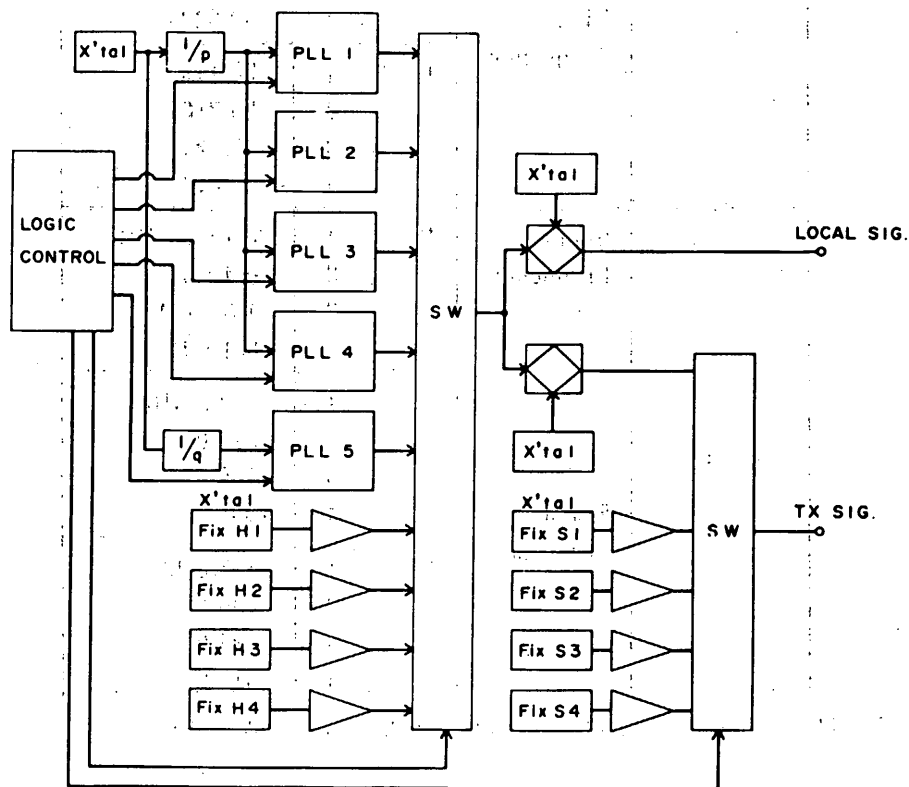 X'tal
1/p
PLL 1
PLL 2
PLL 3
PLL 4
1/q
PLL 5
LOGIC
CONTROL
X'tal
Fix H1
Fix H2
Fix H3
Fix H4
SW
X'tal
LOCAL SIG.
X'tal
X'tal
Fix S1
Fix S2
Fix S3
Fix S4
SW
TX SIG.